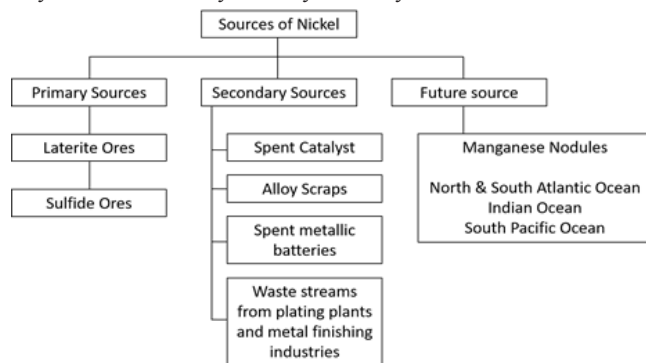 Sources of Nickel
Primary Sources
Secondary Sources
Future source
Laterite Ores
Sulfide Ores
Spent Catalyst
Alloy Scraps
Spent metallic
batteries
Waste streams
from plating plants
and metal finishing
industries
Manganese Nodules
North & South Atlantic Ocean
Indian Ocean
South Pacific Ocean